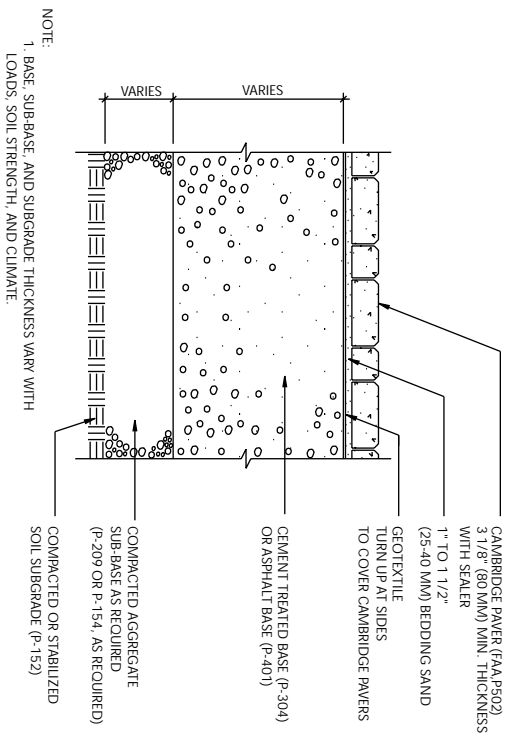 CAMBRIDGE PAVER (FAA,P502)
3 1/8" (80 MM) MIN. THICKNESS
WITH SEALER
1" TO 1 1/2"
(25-40 MM) BEDDING SAND
GEOTEXTILE
TURN UP AT SIDES
TO COVER CAMBRIDGE PAVERS
CEMENT TREATED BASE (P-304)
OR ASPHALT BASE (P-401)
COMPACTED AGGREGATE
SUB-BASE AS REQUIRED
(P-209 OR P-154, AS REQUIRED)
COMPACTED OR STABILIZED
SOIL SUBGRADE (P-152)
VARIES
VARIES
NOTE:
1. BASE, SUB-BASE, AND SUBGRADE THICKNESS VARY WITH
LOADS, SOIL STRENGTH, AND CLIMATE.